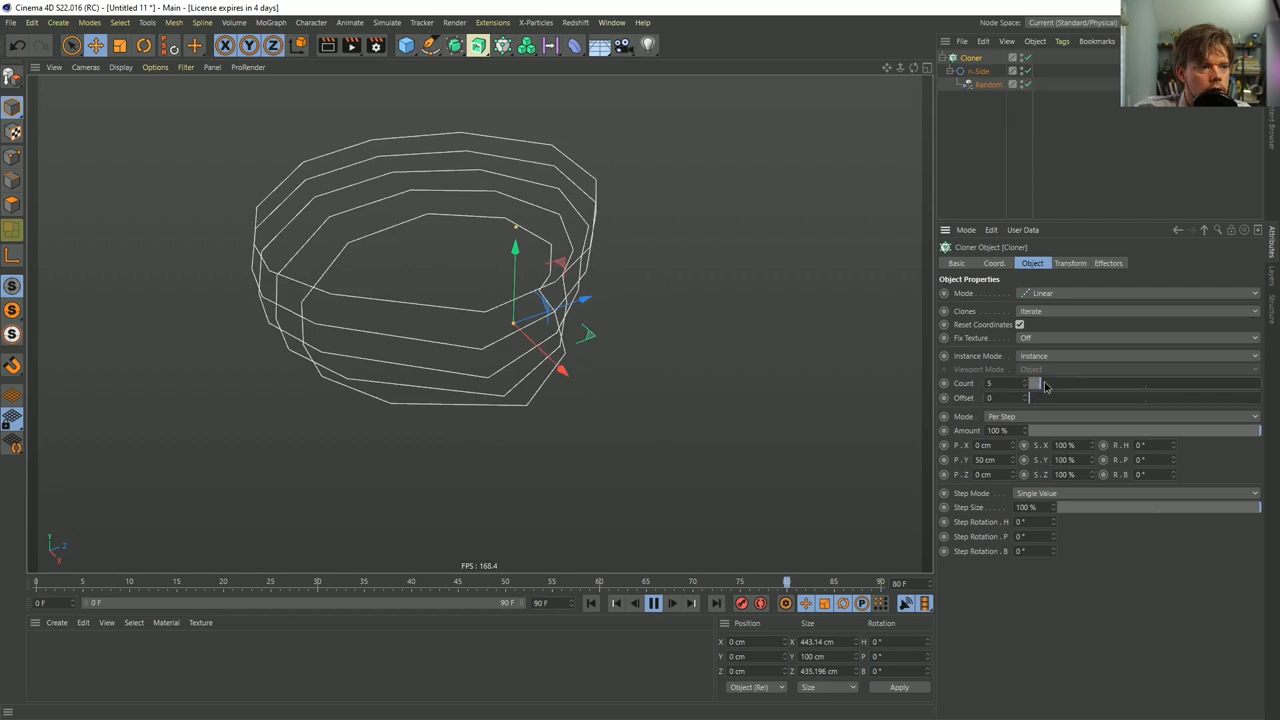 Cinema 4D S22.016 (RC) - [Untitled 11 *] - Main - [License expires in 4 days]
File Edit Create Modes Select Tools Mesh Spline Volume MoGraph Character Animate Simulate Tracker Render Extensions X-Particles Redshift Window Help Node Space: Current (Standard/Physical)
File Edit View Object Tags Bookmarks
X Y Z
Cloner
View Cameras Display Options Filter Panel ProRender
n-Side
Random
Mode Edit User Data
Cloner Object [Cloner]
Basic Coord. Object Transform Effectors
Object Properties
Mode Linear
Clones Iterate
Reset Coordinates
Fix Texture Off
Instance Mode Instance
Viewport Mode Object
Count 5
Offset 0
Mode Per Step
Amount 100 %
P . X 0 cm S . X 100 % R . H 0 °
P . Y 50 cm S . Y 100 % R . P 0 °
P . Z 0 cm S . Z 100 % R . B 0 °
Step Mode Single Value
Step Size 100 %
Step Rotation . H 0 °
Step Rotation . P 0 °
Step Rotation . B 0 °
Attributes
Layers
Structure
Y Z X
FPS : 168.4
0 5 10 15 20 25 30 35 40 45 50 55 60 65 70 75 80 85 90 80 F
0 F 0 F 90 F 90 F
Create Edit View Select Material Texture
Position Size Rotation
X 0 cm X 443.14 cm H 0 °
Y 0 cm Y 100 cm P 0 °
Z 0 cm Z 435.196 cm B 0 °
Object (Rel) Size Apply